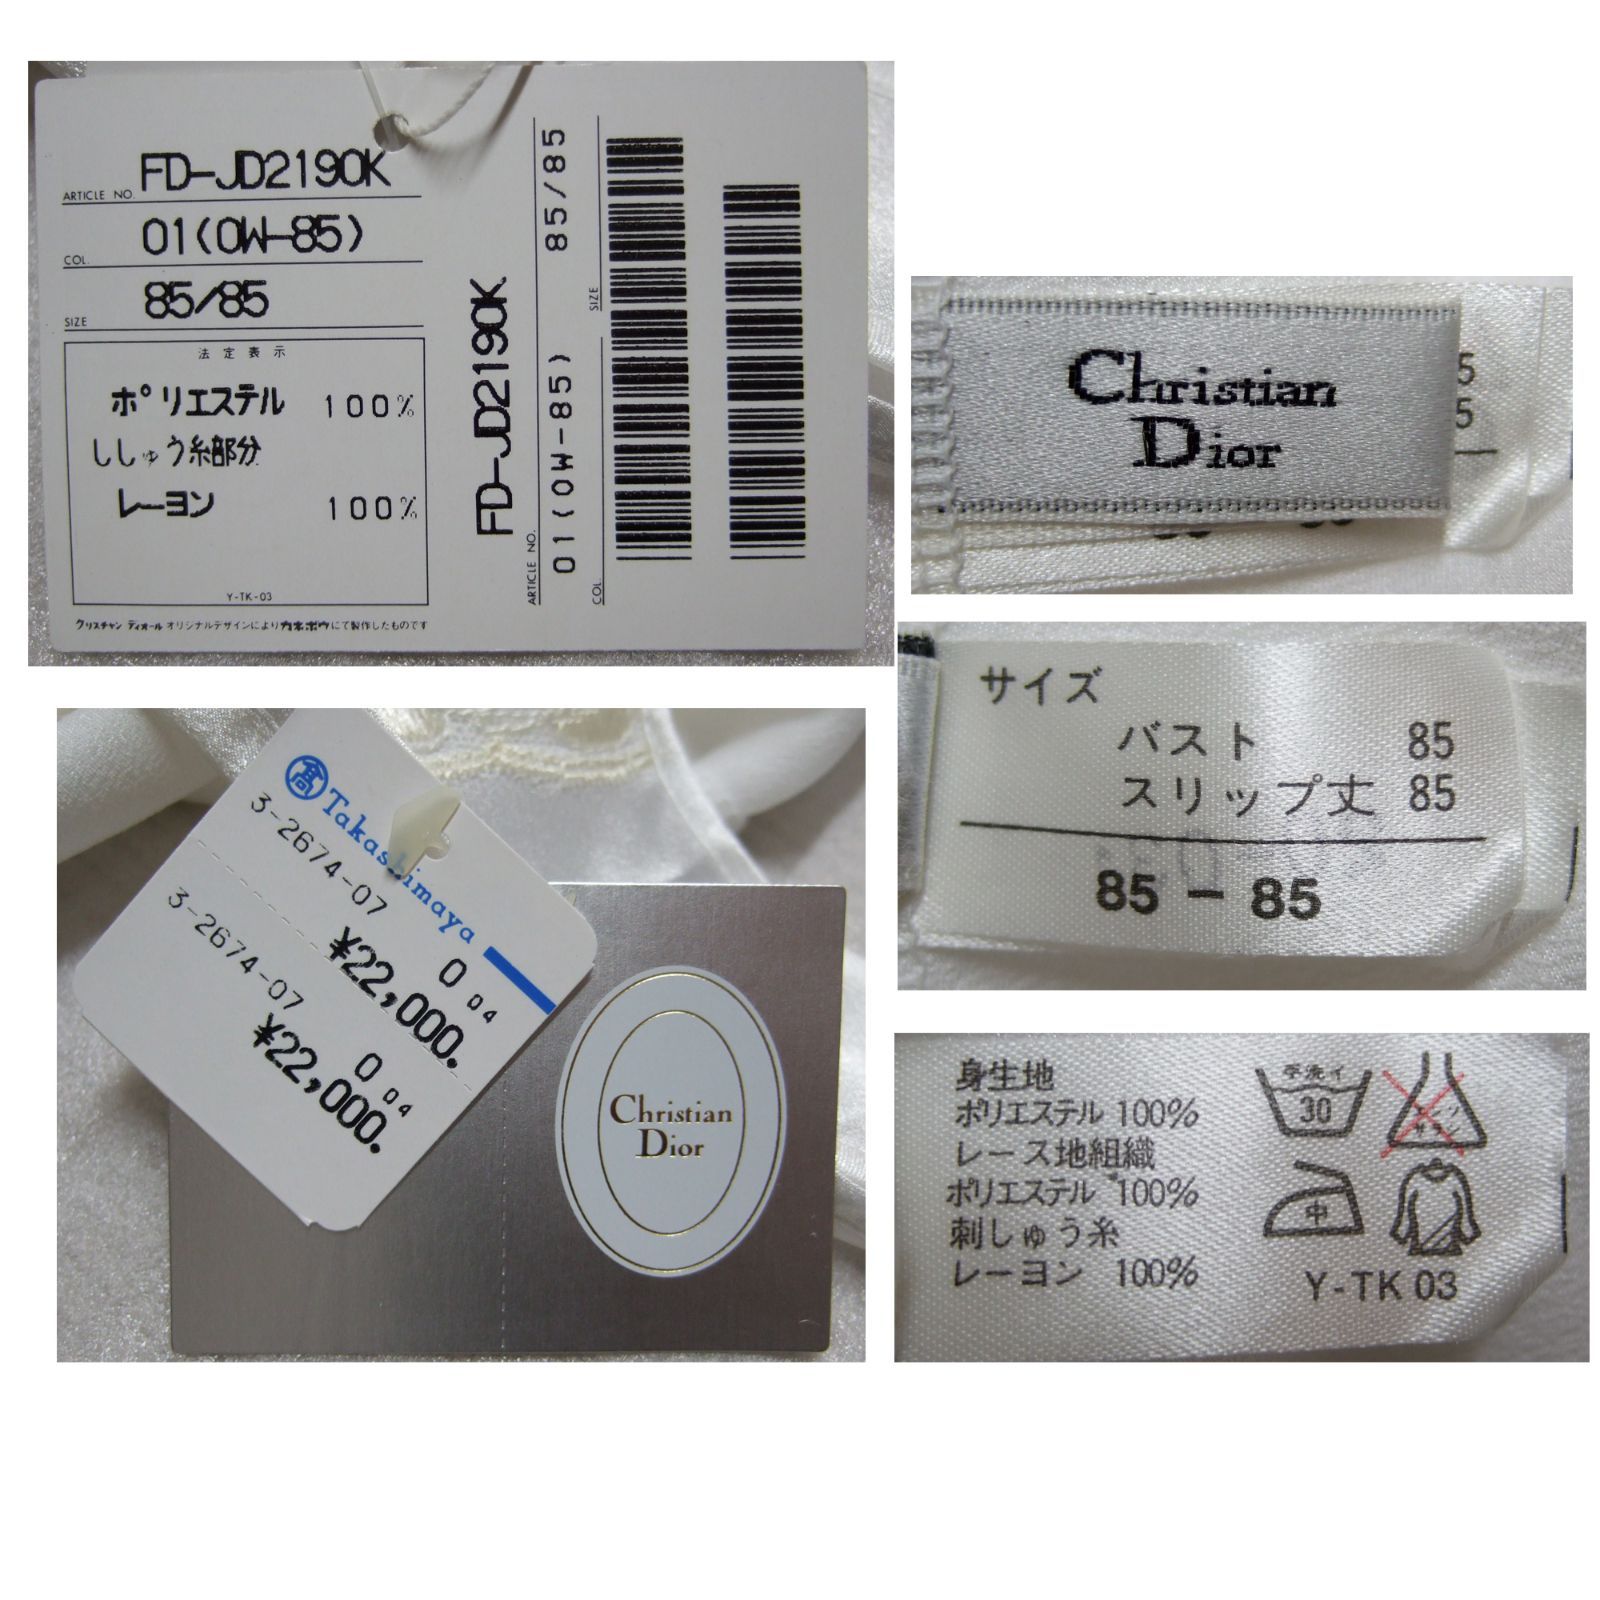 FD-JD2190K
ARTICLE NO.
01(OW-85)
COL.
85/85
SIZE
法定表示
ポリエステル 100%
ししゅう糸部分
レーヨン 100%
Y-TK-03
クリスチャン ディオール オリジナルデザインにより カネボウにて製作したものです
FD-JD2190K
ARTICLE NO.
01(OW-85)
COL.
85/85
SIZE
Christian
Dior
サイズ
バスト 85
スリップ丈 85
85-85
髙 Takashimaya
3-2674-07
0 04
¥22,000.
3-2674-07
0 04
¥22,000.
Christian
Dior
身生地
ポリエステル 100%
レース地組織
ポリエステル 100%
刺しゅう糸
レーヨン 100%
手洗イ
30
中
Y-TK 03